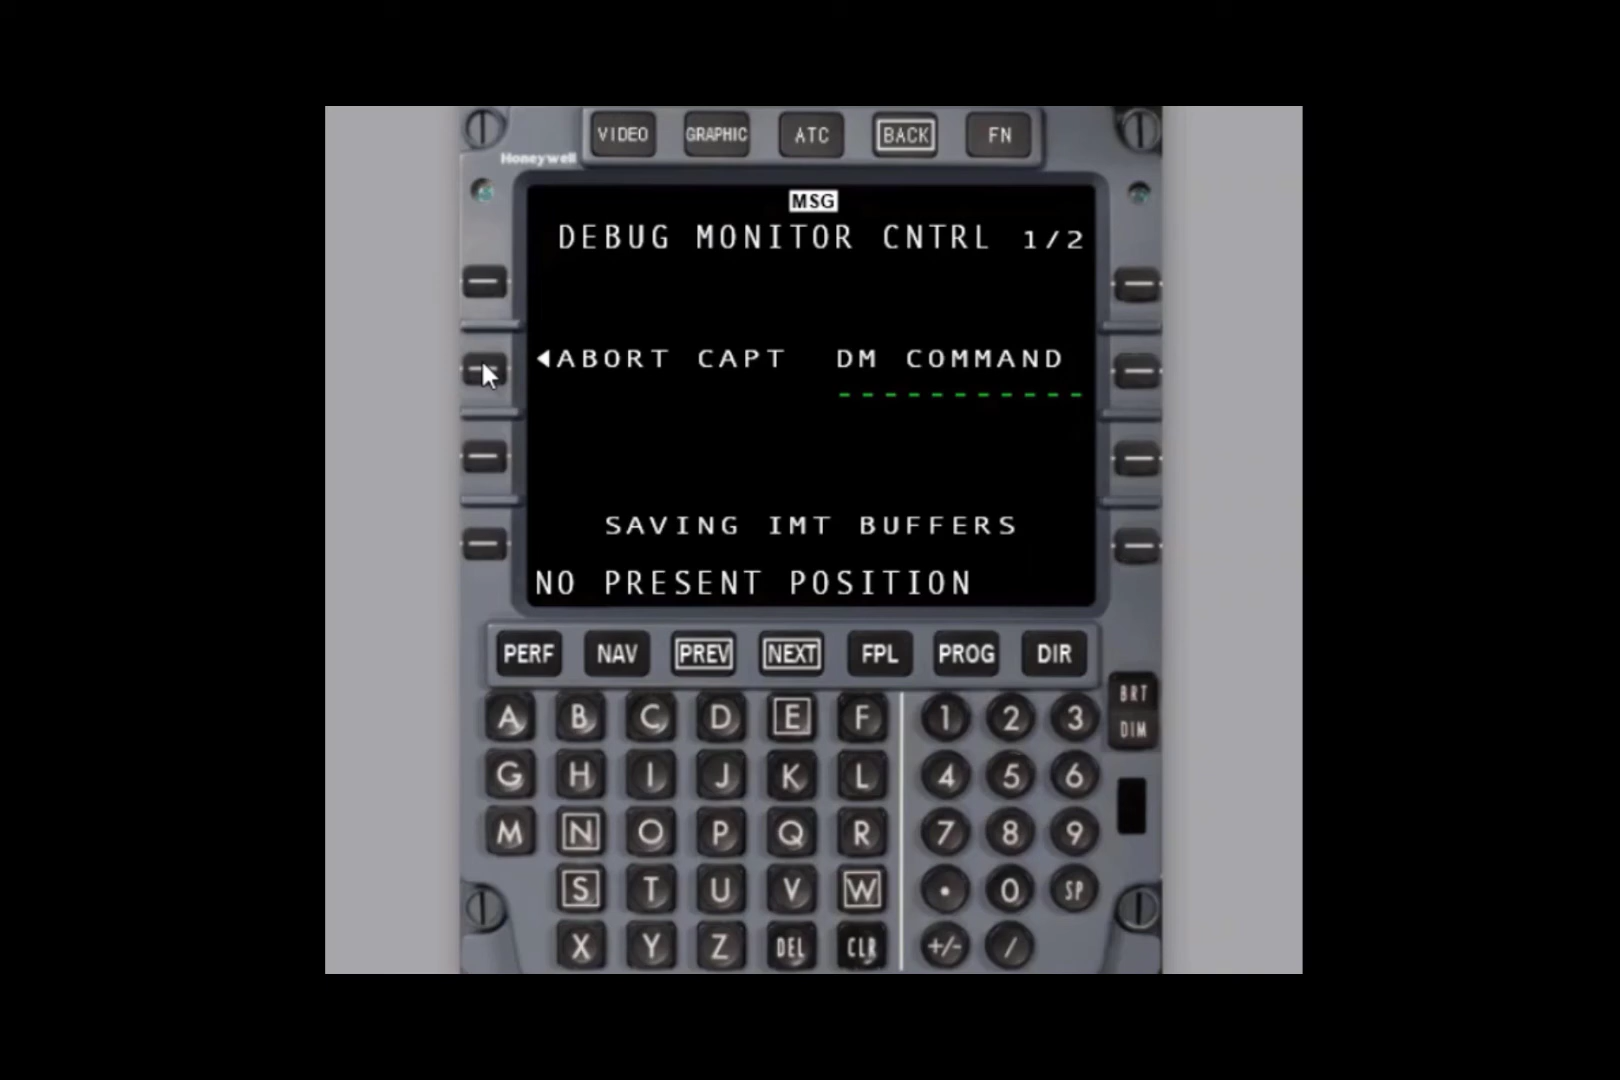 VIDEO GRAPHIC ATC BACK FN
Honeywell
MSG
DEBUG MONITOR CNTRL 1/2
ABORT CAPT DM COMMAND
-----------
SAVING IMT BUFFERS
NO PRESENT POSITION
PERF NAV PREV NEXT FPL PROG DIR
BRT
A B C D E F 1 2 3
DIM
G H I J K L 4 5 6
M N O P Q R 7 8 9
S T U V W . 0 SP
X Y Z DEL CLR +/- /